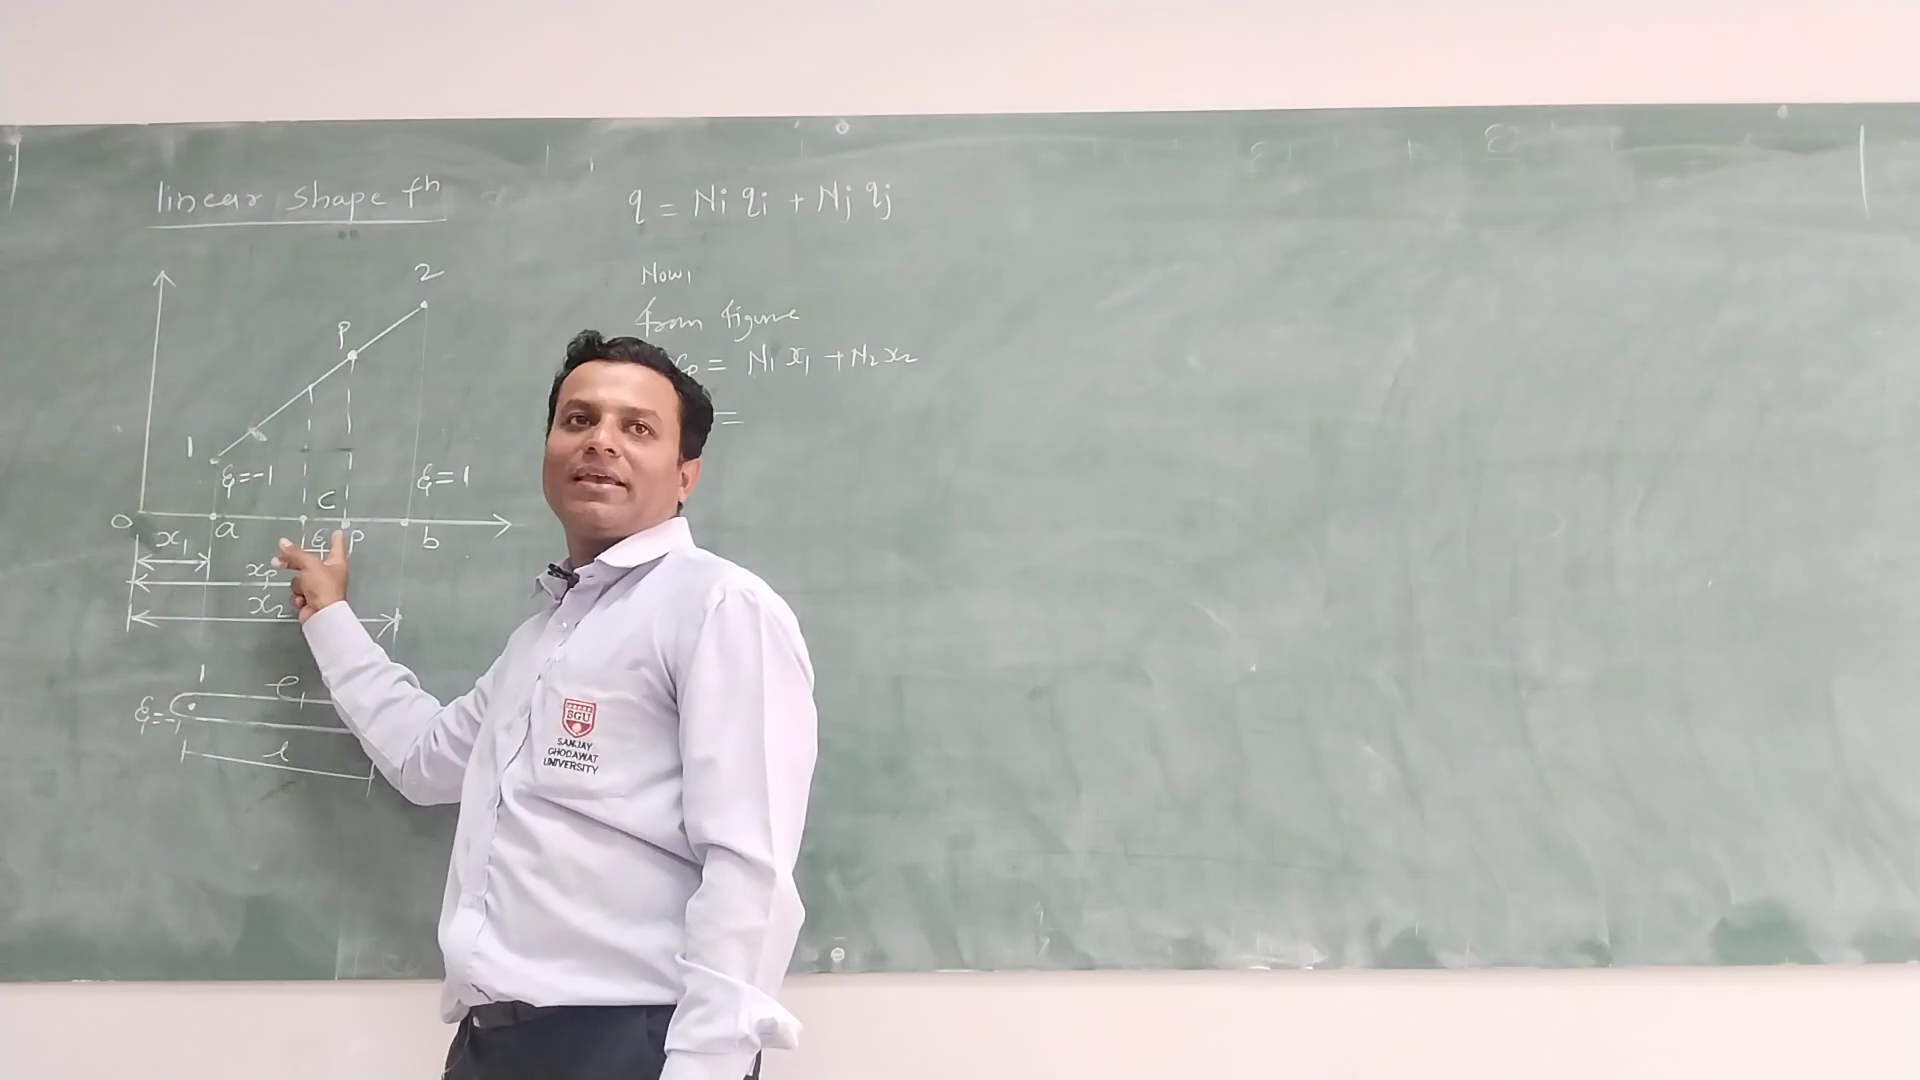 linear shape fⁿ
q = Ni qi + Nj qj
2
Now,
from figure
P
= N₁ x₁ + N₂ x₂
=
1
ξ=-1
ξ=1
C
O
a
ξ
P
b
x₁
xp
x₂
1
e₁
ξ=-1
l
SGU
SANJAY
GHODAWAT
UNIVERSITY